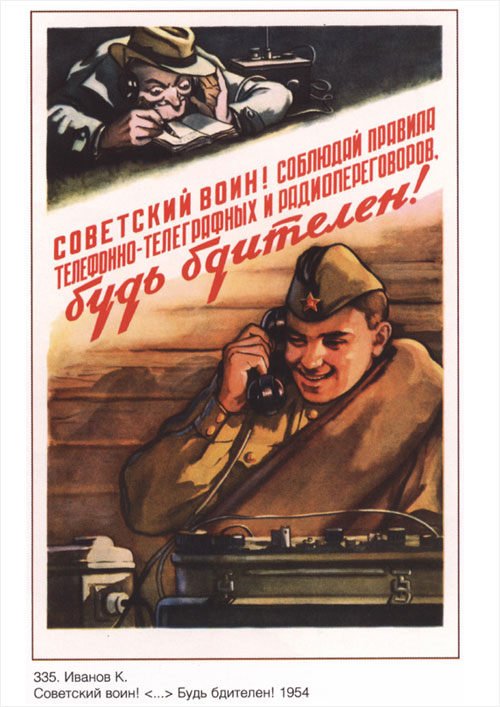 СОВЕТСКИЙ ВОИН! СОБЛЮДАЙ ПРАВИЛА
ТЕЛЕФОННО-ТЕЛЕГРАФНЫХ И РАДИОПЕРЕГОВОРОВ,
будь бдителен!
335. Иванов К.
Советский воин! <...> Будь бдителен! 1954